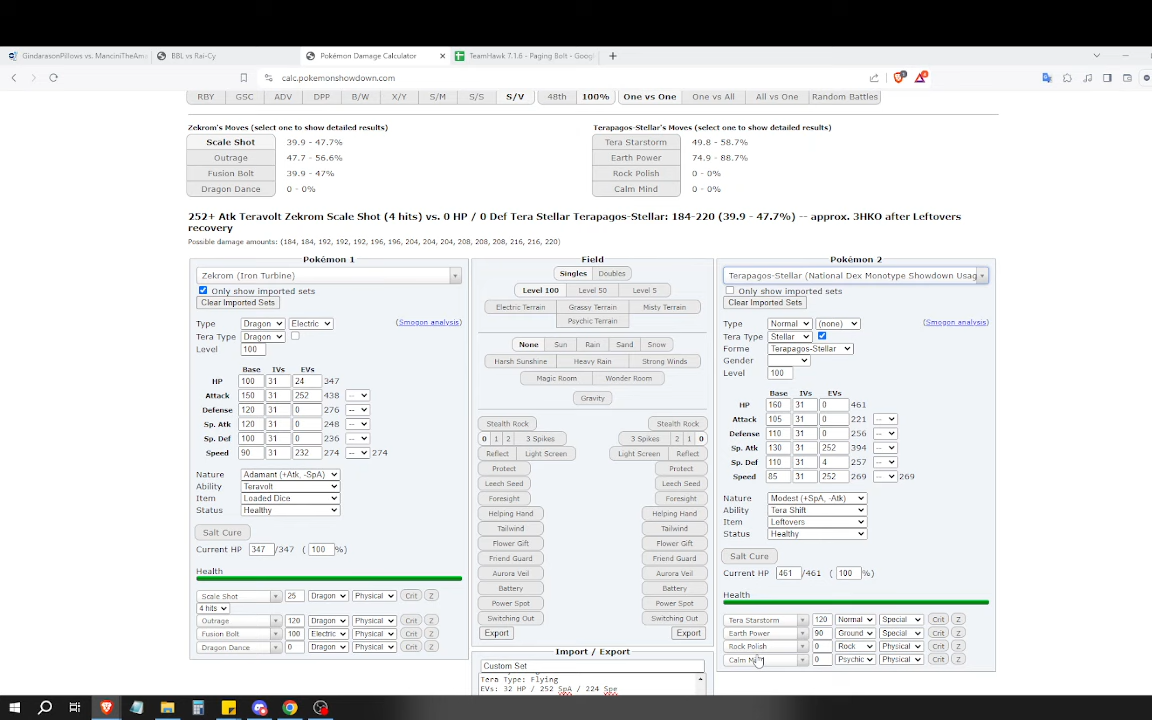 GindarasonPillows vs. ManciniTheAm
BBL vs Rai-Cy
Pokémon Damage Calculator
TeamHawk 7.1.6 - Paging Bolt - Goog
calc.pokemonshowdown.com
RBY GSC ADV DPP B/W X/Y S/M S/S S/V 48th 100% One vs One One vs All All vs One Random Battles
Zekrom's Moves (select one to show detailed results)
Scale Shot 39.9 - 47.7%
Outrage 47.7 - 56.6%
Fusion Bolt 39.9 - 47%
Dragon Dance 0 - 0%
Terapagos-Stellar's Moves (select one to show detailed results)
Tera Starstorm 49.8 - 58.7%
Earth Power 74.9 - 88.7%
Rock Polish 0 - 0%
Calm Mind 0 - 0%
252+ Atk Teravolt Zekrom Scale Shot (4 hits) vs. 0 HP / 0 Def Tera Stellar Terapagos-Stellar: 184-220 (39.9 - 47.7%) -- approx. 3HKO after Leftovers
recovery
Possible damage amounts: (184, 184, 192, 192, 192, 196, 196, 204, 204, 204, 208, 208, 208, 216, 216, 220)
Pokémon 1
Zekrom (Iron Turbine)
Only show imported sets
Clear Imported Sets
Type Dragon Electric (Smogon analysis)
Tera Type Dragon
Level 100
Base IVs EVs
HP 100 31 24 347
Attack 150 31 252 438 --
Defense 120 31 0 276 --
Sp. Atk 120 31 0 248 --
Sp. Def 100 31 0 236 --
Speed 90 31 232 274 -- 274
Nature Adamant (+Atk, -SpA)
Ability Teravolt
Item Loaded Dice
Status Healthy
Salt Cure
Current HP 347 /347 ( 100 %)
Health
Scale Shot 25 Dragon Physical Crit Z
4 hits
Outrage 120 Dragon Physical Crit Z
Fusion Bolt 100 Electric Physical Crit Z
Dragon Dance 0 Dragon Physical Crit Z
Field
Singles Doubles
Level 100 Level 50 Level 5
Electric Terrain Grassy Terrain Misty Terrain
Psychic Terrain
None Sun Rain Sand Snow
Harsh Sunshine Heavy Rain Strong Winds
Magic Room Wonder Room
Gravity
Stealth Rock Stealth Rock
0 1 2 3 Spikes 3 Spikes 2 1 0
Reflect Light Screen Light Screen Reflect
Protect Protect
Leech Seed Leech Seed
Foresight Foresight
Helping Hand Helping Hand
Tailwind Tailwind
Flower Gift Flower Gift
Friend Guard Friend Guard
Aurora Veil Aurora Veil
Battery Battery
Power Spot Power Spot
Switching Out Switching Out
Export Export
Import / Export
Custom Set
Tera Type: Flying
EVs: 32 HP / 252 SpA / 224 Spe
Pokémon 2
Terapagos-Stellar (National Dex Monotype Showdown Usag
Only show imported sets
Clear Imported Sets
Type Normal (none) (Smogon analysis)
Tera Type Stellar
Forme Terapagos-Stellar
Gender
Level 100
Base IVs EVs
HP 160 31 0 461
Attack 105 31 0 221 --
Defense 110 31 0 256 --
Sp. Atk 130 31 252 394 --
Sp. Def 110 31 4 257 --
Speed 85 31 252 269 -- 269
Nature Modest (+SpA, -Atk)
Ability Tera Shift
Item Leftovers
Status Healthy
Salt Cure
Current HP 461 /461 ( 100 %)
Health
Tera Starstorm 120 Normal Special Crit Z
Earth Power 90 Ground Special Crit Z
Rock Polish 0 Rock Physical Crit Z
Calm Mind 0 Psychic Physical Crit Z